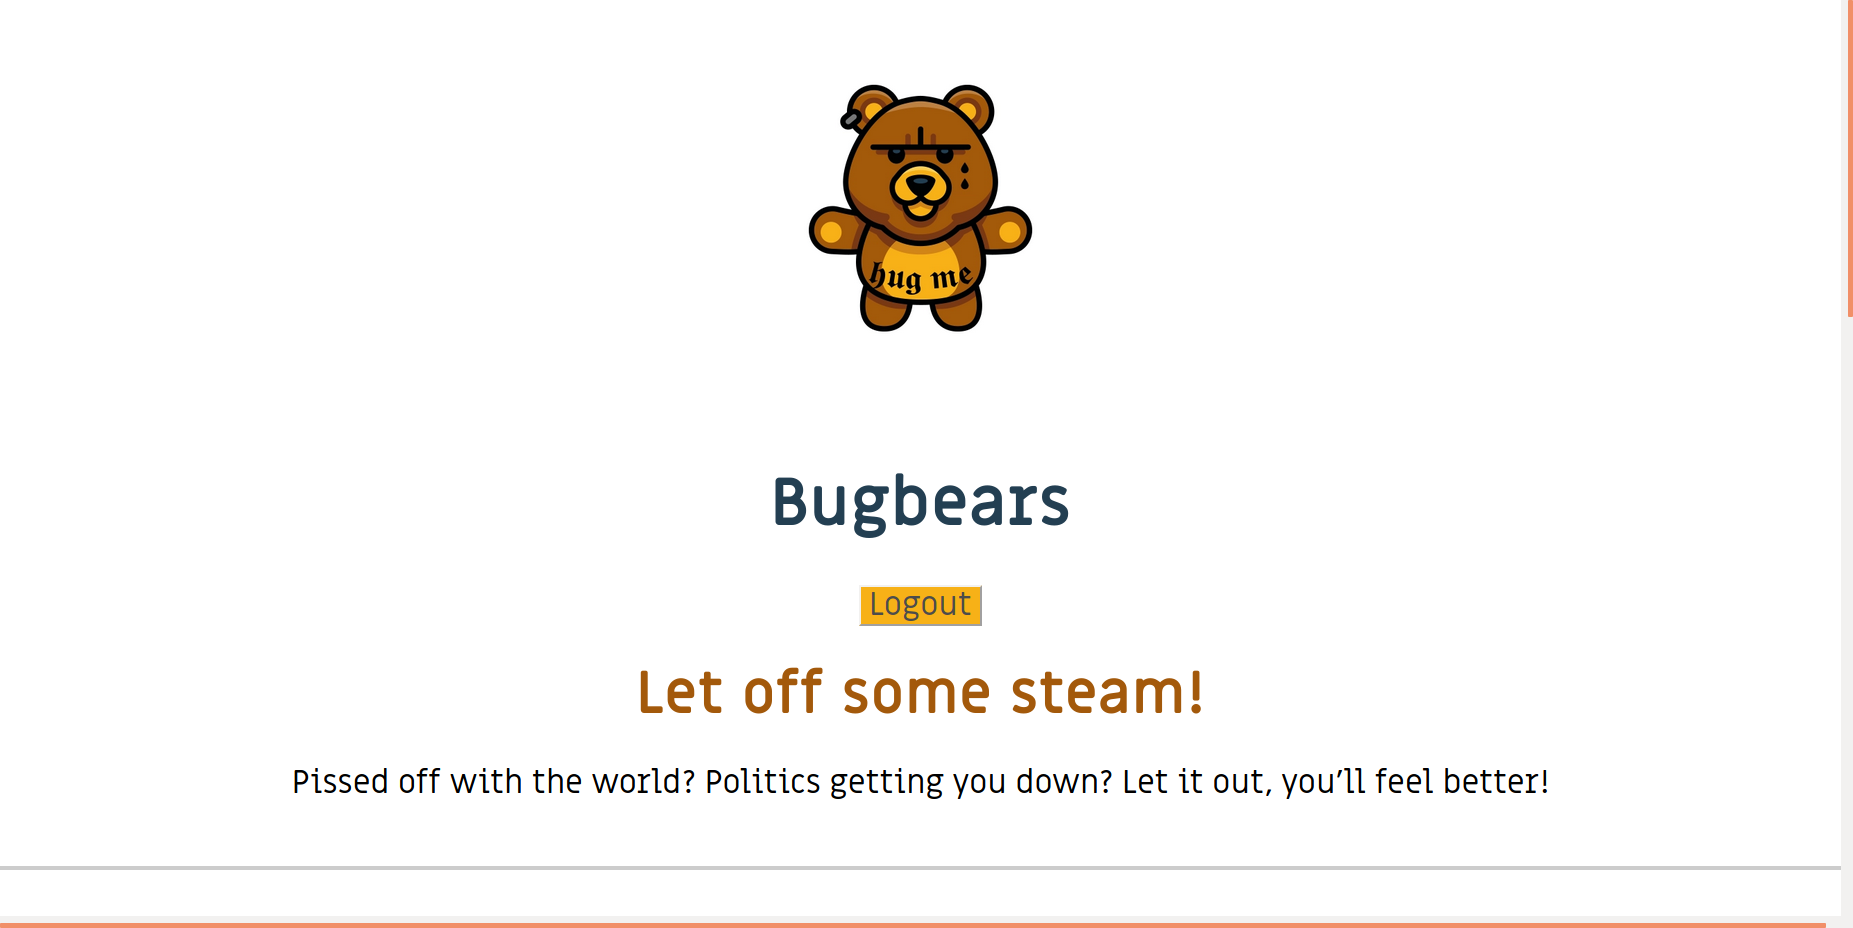 hug me
Bugbears
Logout
Let off some steam!
Pissed off with the world? Politics getting you down? Let it out, you’ll feel better!